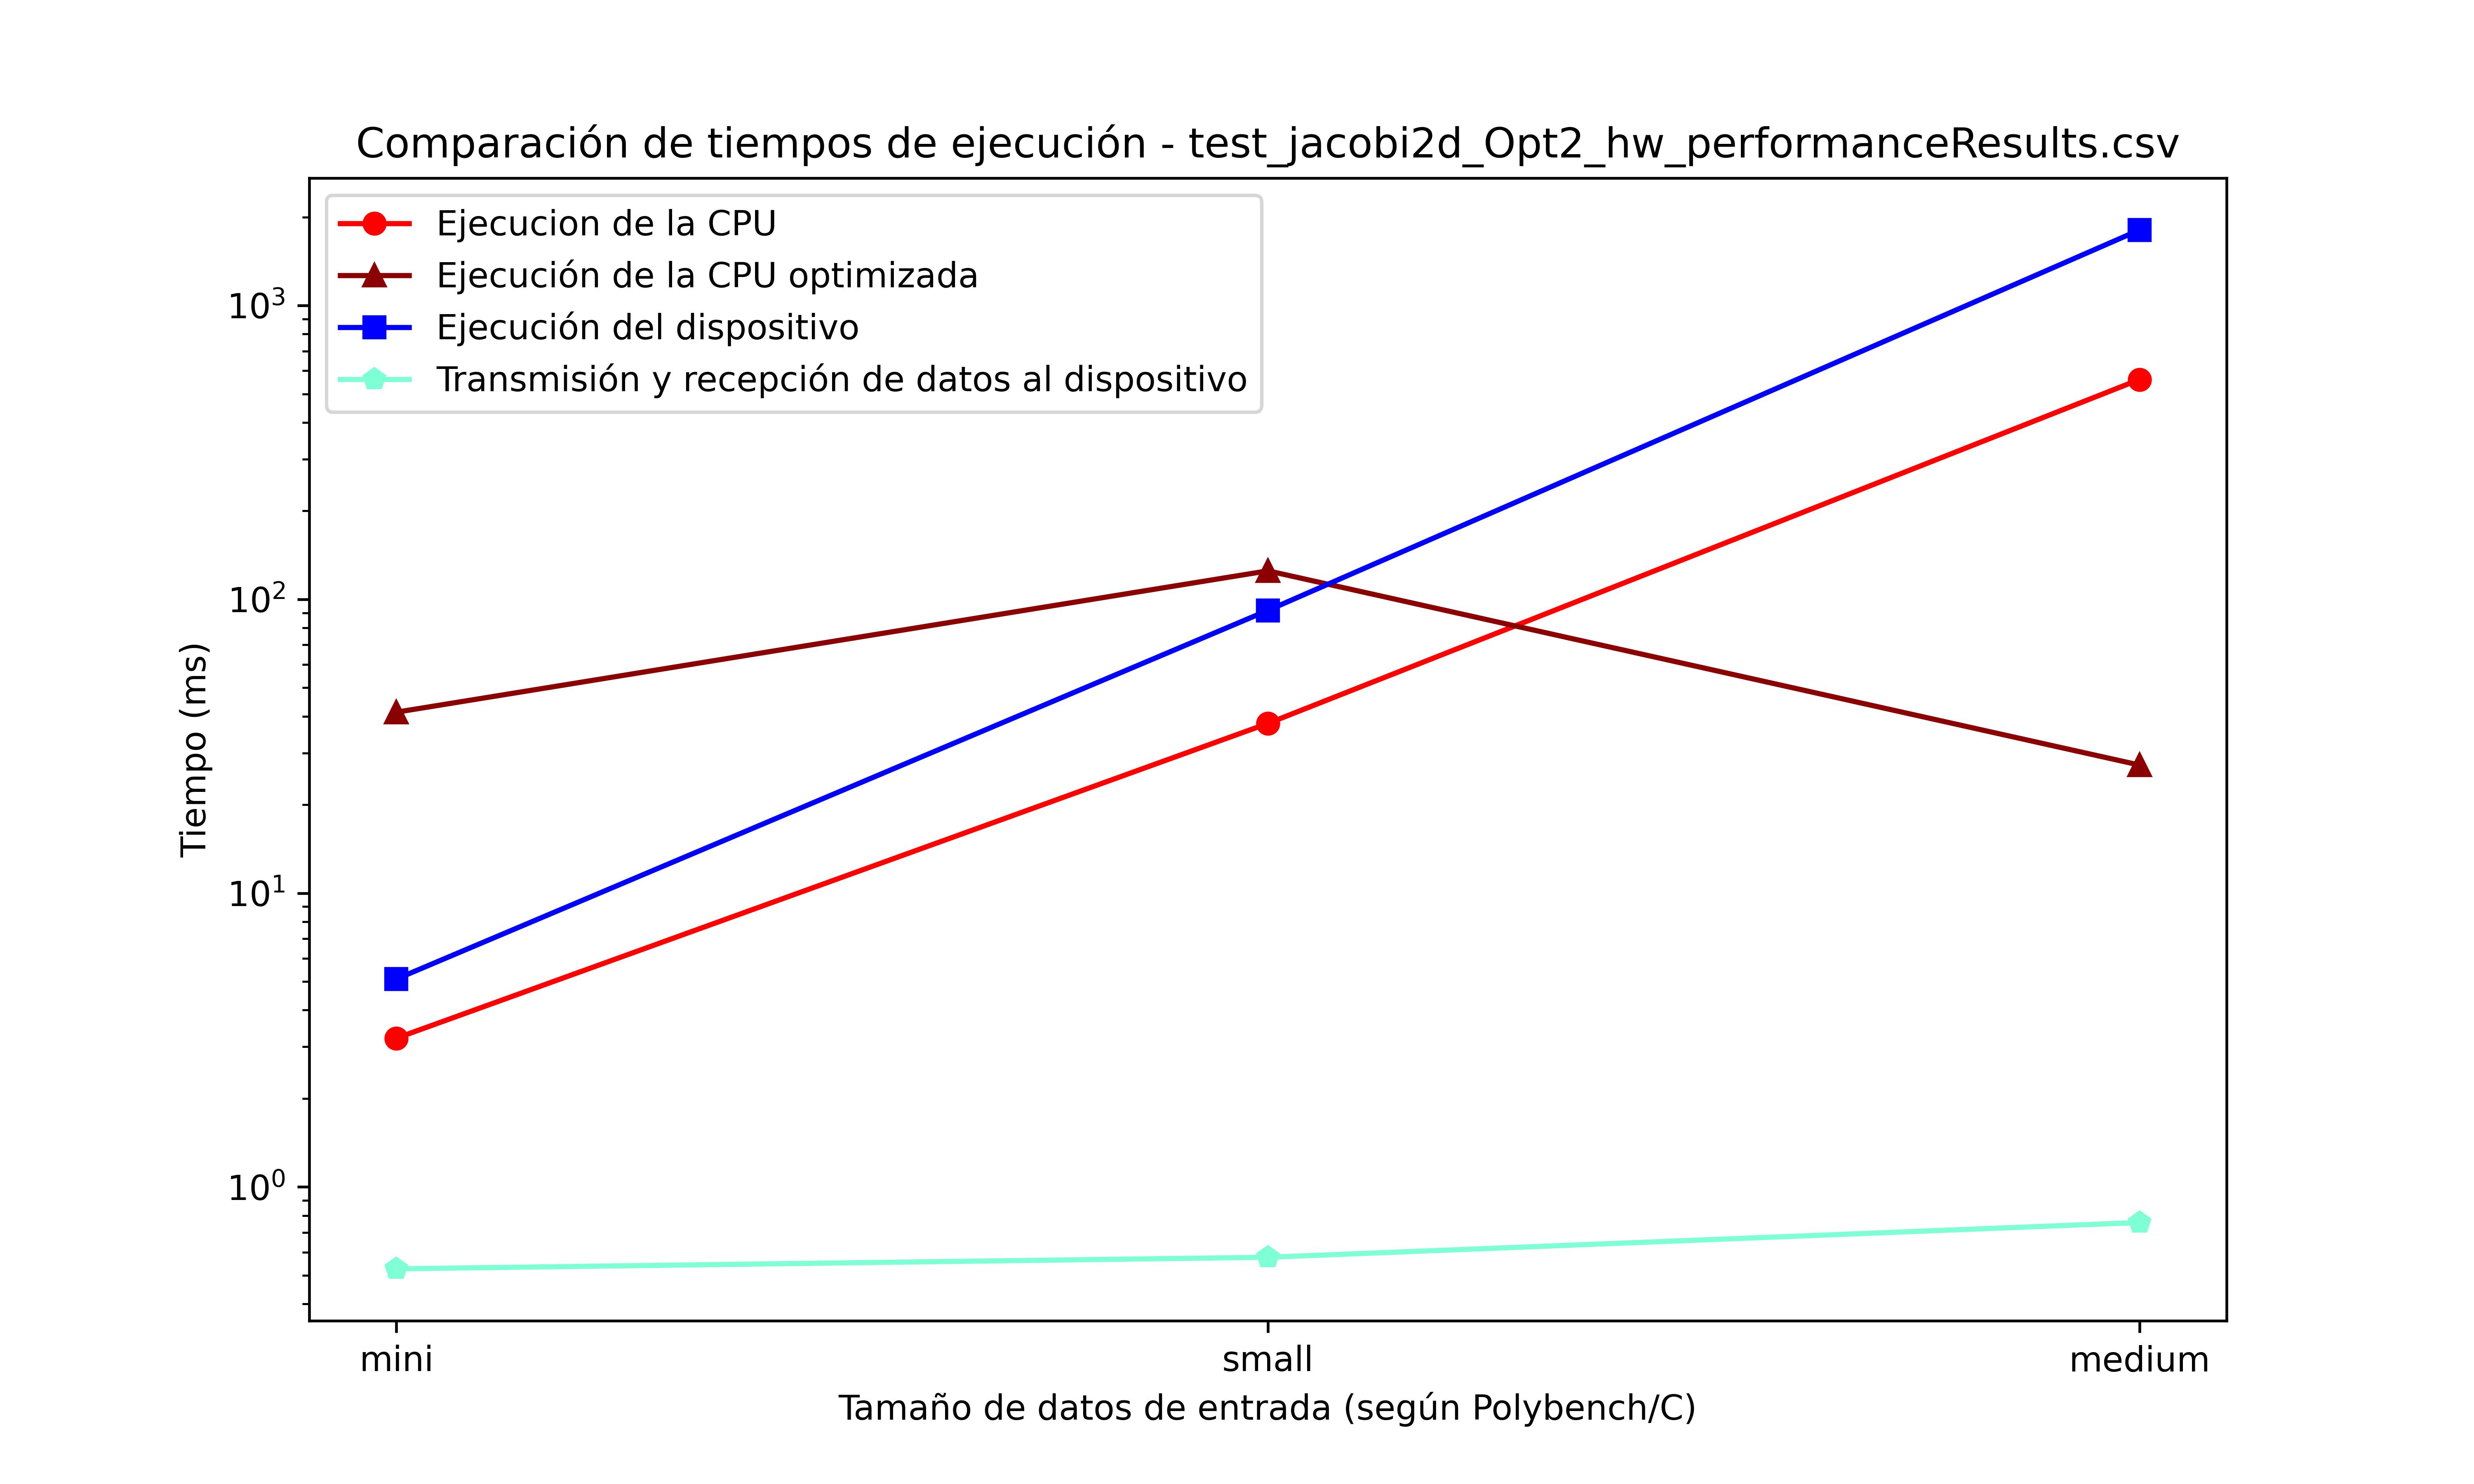 Comparación de tiempos de ejecución - test_jacobi2d_Opt2_hw_performanceResults.csv
Ejecucion de la CPU
Ejecución de la CPU optimizada
Ejecución del dispositivo
Transmisión y recepción de datos al dispositivo
Tiempo (ms)
10³
10²
10¹
10⁰
mini small medium
Tamaño de datos de entrada (según Polybench/C)